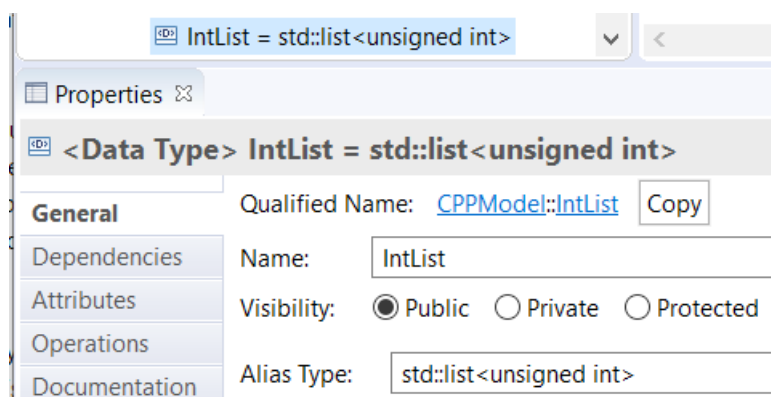 IntList = std::list<unsigned int>
Properties
<Data Type> IntList = std::list<unsigned int>
General
Qualified Name: CPPModel::IntList Copy
Dependencies
Name: IntList
Attributes
Visibility: Public Private Protected
Operations
Alias Type: std::list<unsigned int>
Documentation